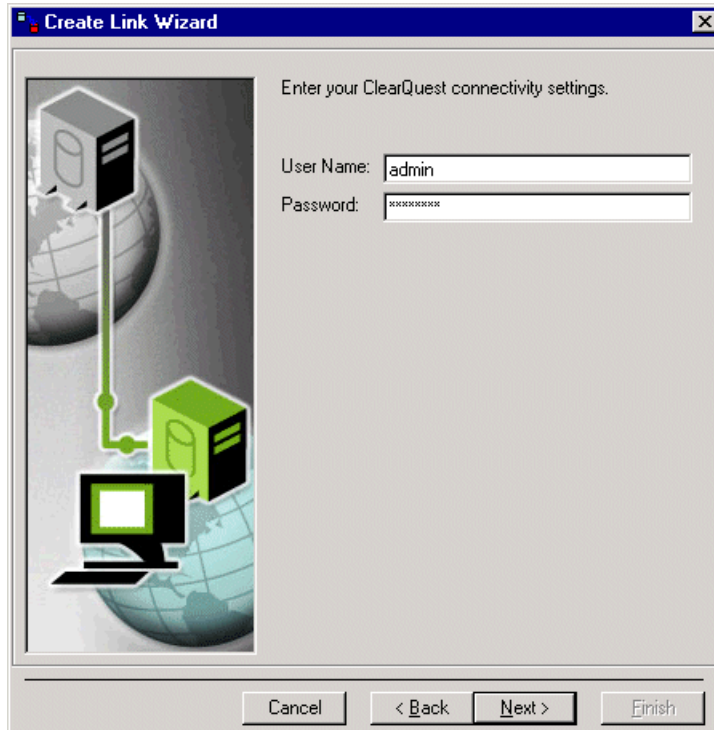 Create Link Wizard
Enter your ClearQuest connectivity settings.
User Name: admin
Password: ********
Cancel < Back Next > Finish